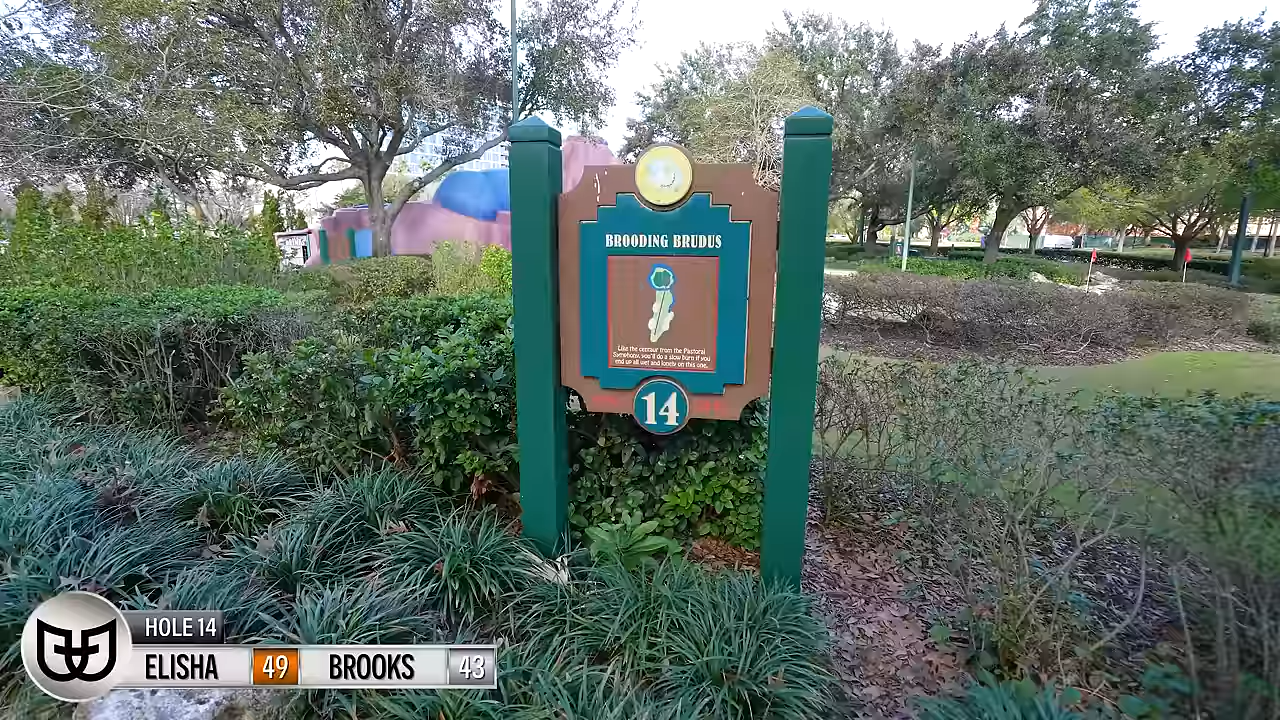 BROODING BRUDUS
Like the centaur from the Pastoral
Symphony, you'll do a slow burn if you
end up all wet and lonely on this one.
14
HOLE 14
ELISHA 49 BROOKS 43